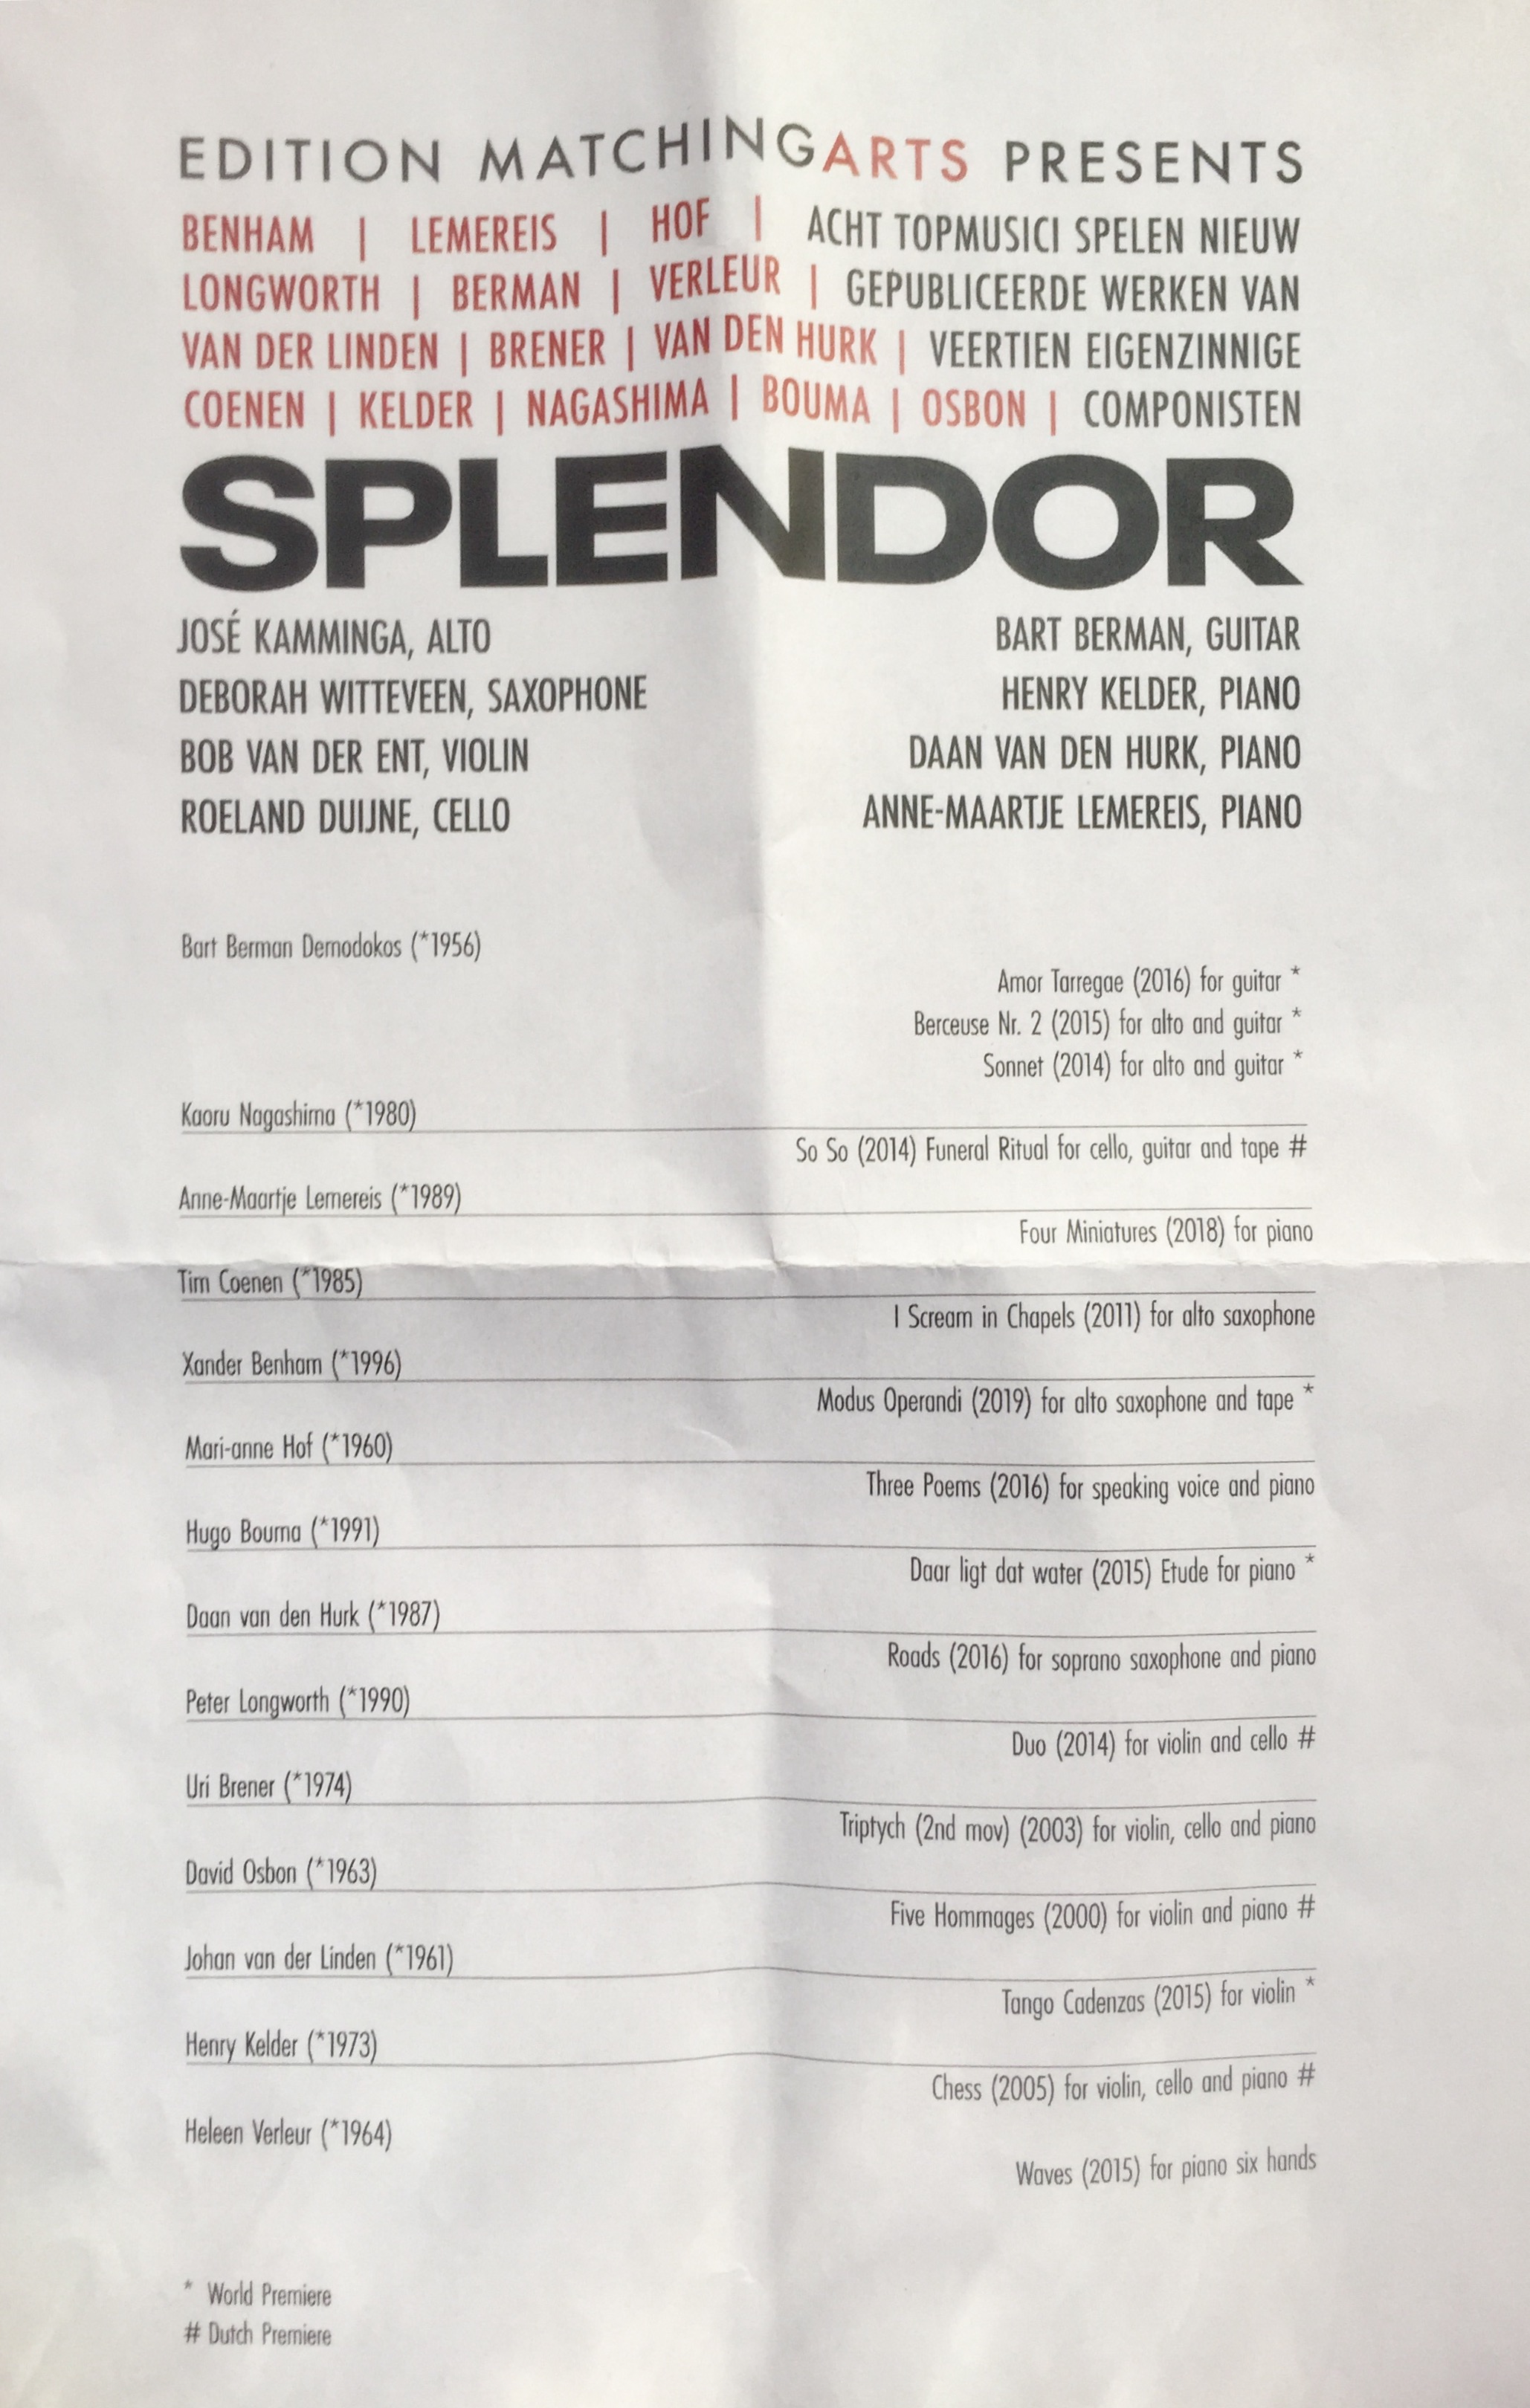 EDITION MATCHINGARTS PRESENTS
BENHAM | LEMEREIS | HOF | ACHT TOPMUSICI SPELEN NIEUW
LONGWORTH | BERMAN | VERLEUR | GEPUBLICEERDE WERKEN VAN
VAN DER LINDEN | BRENER | VAN DEN HURK | VEERTIEN EIGENZINNIGE
COENEN | KELDER | NAGASHIMA | BOUMA | OSBON | COMPONISTEN
SPLENDOR
JOSÉ KAMMINGA, ALTO
DEBORAH WITTEVEEN, SAXOPHONE
BOB VAN DER ENT, VIOLIN
ROELAND DUIJNE, CELLO
BART BERMAN, GUITAR
HENRY KELDER, PIANO
DAAN VAN DEN HURK, PIANO
ANNE-MAARTJE LEMEREIS, PIANO
Bart Berman Demodokos (*1956)
Amor Tarregae (2016) for guitar *
Berceuse Nr. 2 (2015) for alto and guitar *
Sonnet (2014) for alto and guitar *
Kaoru Nagashima (*1980)
So So (2014) Funeral Ritual for cello, guitar and tape #
Anne-Maartje Lemereis (*1989)
Four Miniatures (2018) for piano
Tim Coenen (*1985)
I Scream in Chapels (2011) for alto saxophone
Xander Benham (*1996)
Modus Operandi (2019) for alto saxophone and tape *
Mari-anne Hof (*1960)
Three Poems (2016) for speaking voice and piano
Hugo Bouma (*1991)
Daar ligt dat water (2015) Etude for piano *
Daan van den Hurk (*1987)
Roads (2016) for soprano saxophone and piano
Peter Longworth (*1990)
Duo (2014) for violin and cello #
Uri Brener (*1974)
Triptych (2nd mov) (2003) for violin, cello and piano
David Osbon (*1963)
Five Hommages (2000) for violin and piano #
Johan van der Linden (*1961)
Tango Cadenzas (2015) for violin *
Henry Kelder (*1973)
Chess (2005) for violin, cello and piano #
Heleen Verleur (*1964)
Waves (2015) for piano six hands
* World Premiere
# Dutch Premiere